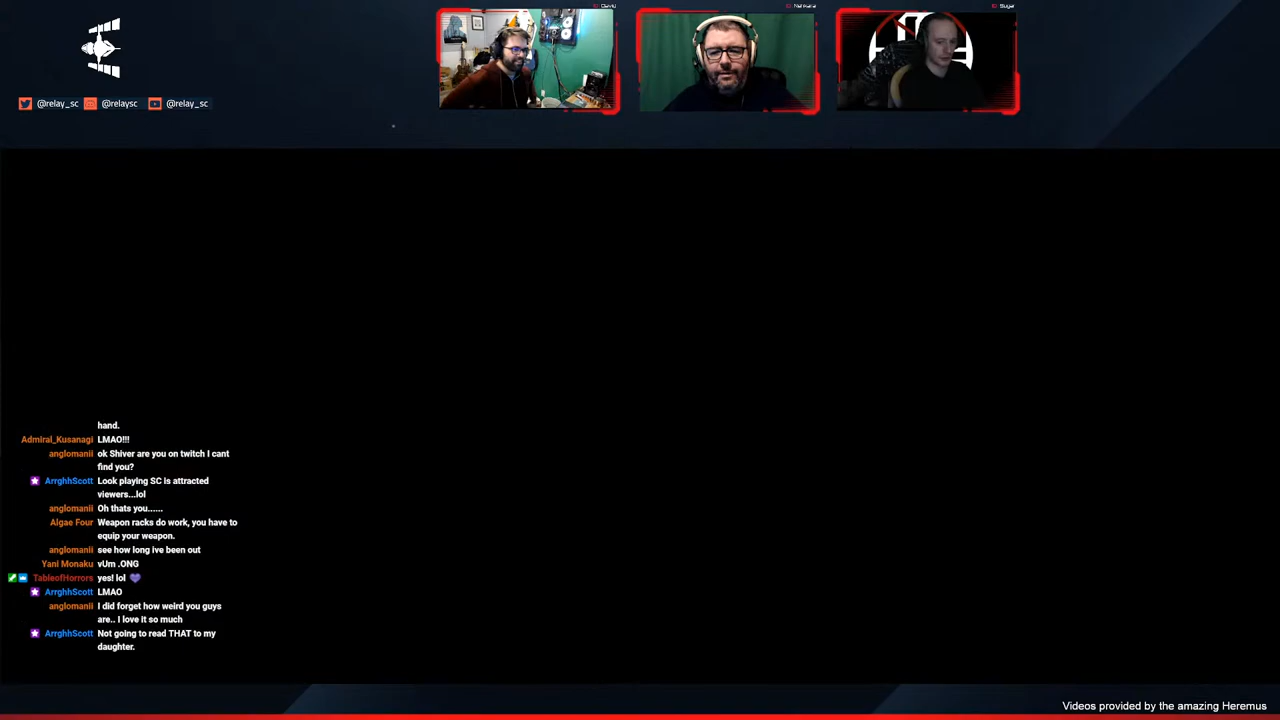 David
Sugar
@relay_sc @relaysc @relay_sc
hand.
Admiral_Kusanagi LMAO!!!
anglomanii ok Shiver are you on twitch I cant
find you?
ArrghhScott Look playing SC is attracted
viewers...lol
anglomanii Oh thats you......
Algae Four Weapon racks do work, you have to
equip your weapon.
anglomanii see how long ive been out
Yani Monaku vUm .ONG
TableofHorrors yes! lol
ArrghhScott LMAO
anglomanii I did forget how weird you guys
are.. I love it so much
ArrghhScott Not going to read THAT to my
daughter.
Videos provided by the amazing Heremus